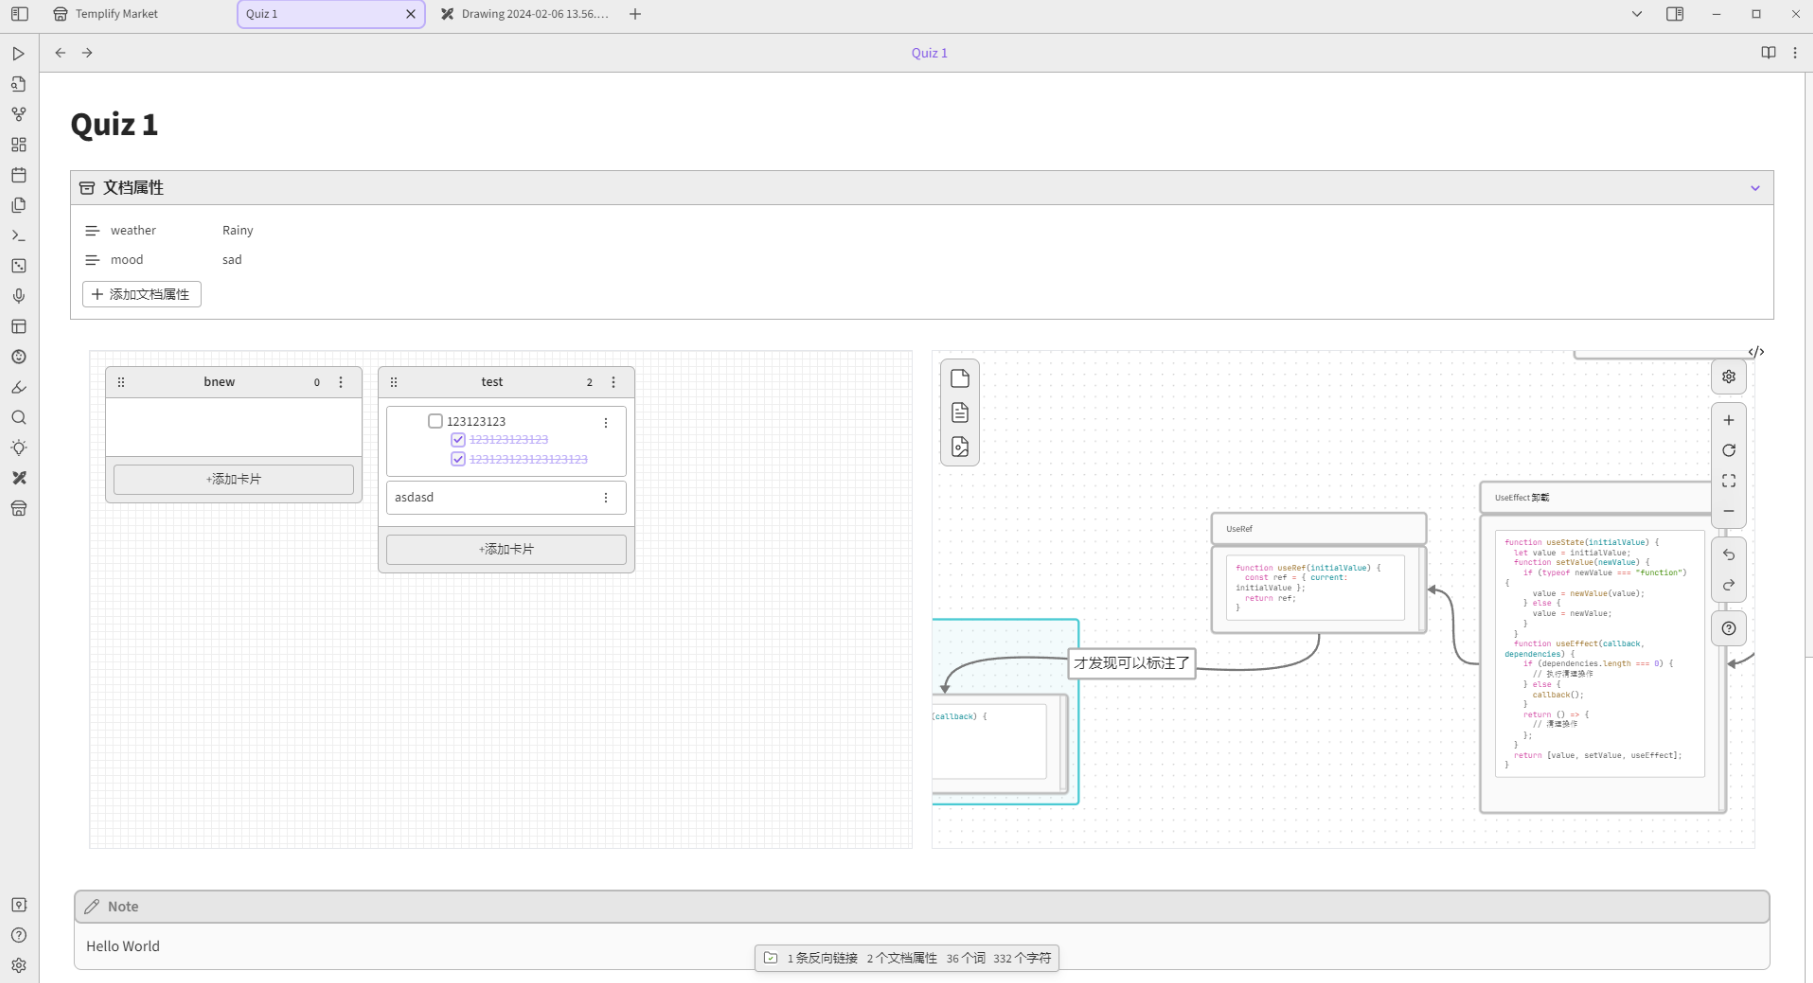 Templify Market
Quiz 1
Drawing 2024-02-06 13.56....
Quiz 1
Quiz 1
文档属性
weather Rainy
mood sad
添加文档属性
bnew 0
+添加卡片
test 2
123123123
123123123123
123123123123123123
asdasd
+添加卡片
</>
UseRef
function useRef(initialValue) {
const ref = { current:
initialValue };
return ref;
}
UseEffect 卸载
function useState(initialValue) {
let value = initialValue;
function setValue(newValue) {
if (typeof newValue === "function")
{
value = newValue(value);
} else {
value = newValue;
}
}
function useEffect(callback,
dependencies) {
if (dependencies.length === 0) {
// 执行清理操作
} else {
callback();
}
return () => {
// 清理操作
};
}
return [value, setValue, useEffect];
}
才发现可以标注了
(callback) {
Note
Hello World
1 条反向链接 2 个文档属性 36 个词 332 个字符